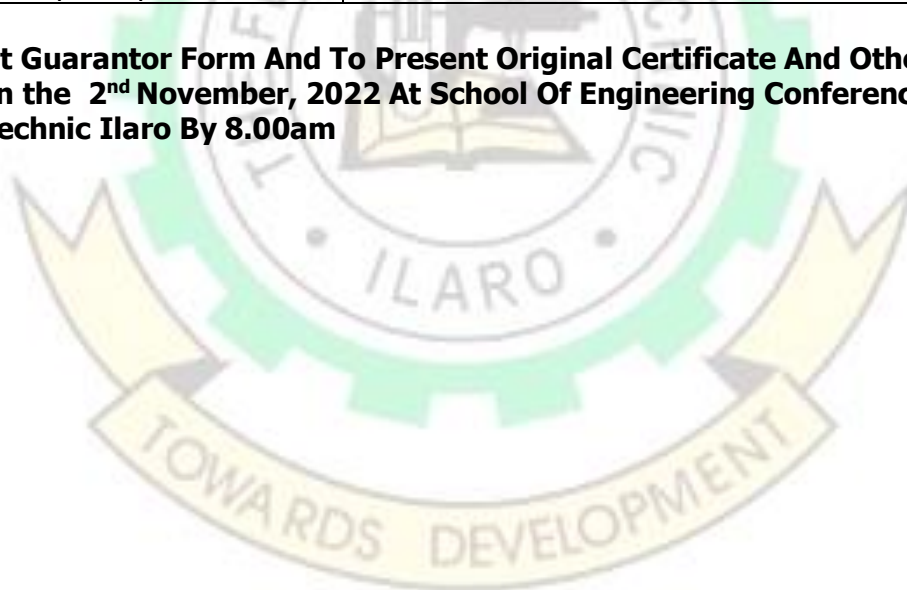 t Guarantor Form And To Present Original Certificate And Othe
n the 2nd November, 2022 At School Of Engineering Conferenc
echnic Ilaro By 8.00am
ILARO
TOWARDS DEVELOPMENT